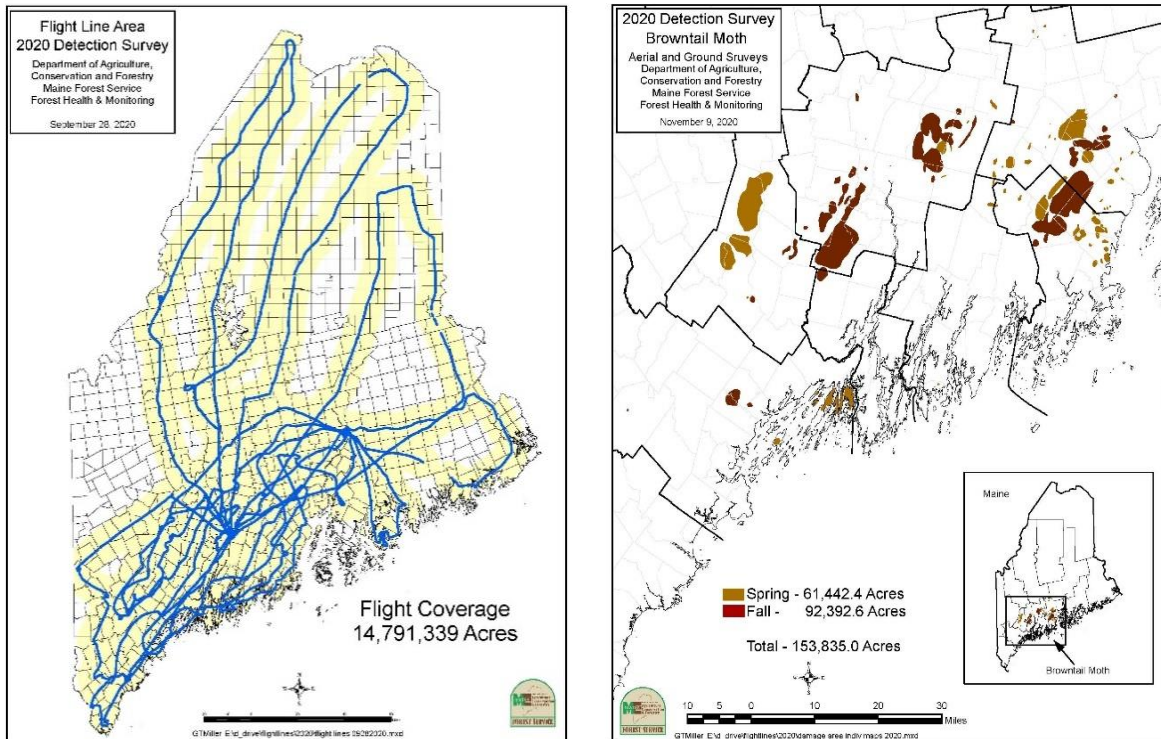 Flight Line Area
2020 Detection Survey
Department of Agriculture,
Conservation and Forestry
Maine Forest Service
Forest Health & Monitoring
September 28, 2020
Flight Coverage
14,791,339 Acres
FOREST SERVICE
2020 Detection Survey
Browntail Moth
Aerial and Ground Sruveys
Department of Agriculture,
Conservation and Forestry
Maine Forest Service
Forest Health & Monitoring
November 9, 2020
Spring - 61,442.4 Acres
Fall - 92,392.6 Acres
Total - 153,835.0 Acres
Maine
Browntail Moth
FOREST SERVICE
10 5 0 10 20 30
Miles